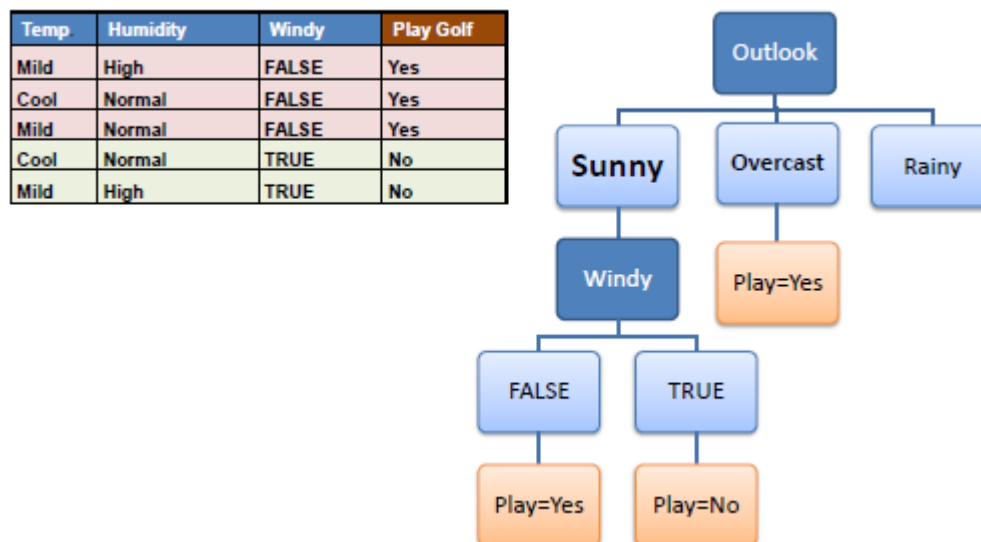 Temp. Humidity Windy Play Golf
Mild High FALSE Yes
Cool Normal FALSE Yes
Mild Normal FALSE Yes
Cool Normal TRUE No
Mild High TRUE No
Outlook
Sunny Overcast Rainy
Windy Play=Yes
FALSE TRUE
Play=Yes Play=No